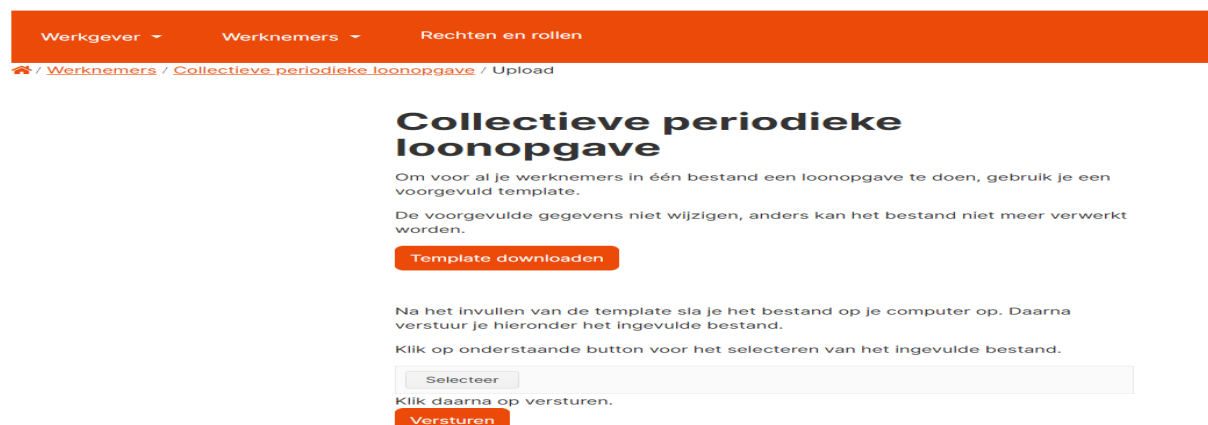 Werkgever Werknemers Rechten en rollen
/ Werknemers / Collectieve periodieke loonopgave / Upload
Collectieve periodieke
loonopgave
Om voor al je werknemers in één bestand een loonopgave te doen, gebruik je een
voorgevuld template.
De voorgevulde gegevens niet wijzigen, anders kan het bestand niet meer verwerkt
worden.
Template downloaden
Na het invullen van de template sla je het bestand op je computer op. Daarna
verstuur je hieronder het ingevulde bestand.
Klik op onderstaande button voor het selecteren van het ingevulde bestand.
Selecteer
Klik daarna op versturen.
Versturen